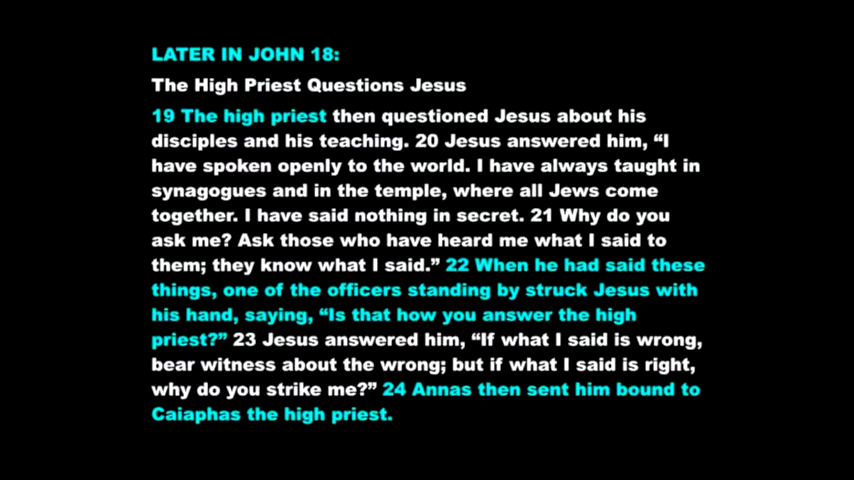 LATER IN JOHN 18:
The High Priest Questions Jesus
19 The high priest then questioned Jesus about his
disciples and his teaching. 20 Jesus answered him, “I
have spoken openly to the world. I have always taught in
synagogues and in the temple, where all Jews come
together. I have said nothing in secret. 21 Why do you
ask me? Ask those who have heard me what I said to
them; they know what I said.” 22 When he had said these
things, one of the officers standing by struck Jesus with
his hand, saying, “Is that how you answer the high
priest?” 23 Jesus answered him, “If what I said is wrong,
bear witness about the wrong; but if what I said is right,
why do you strike me?” 24 Annas then sent him bound to
Caiaphas the high priest.